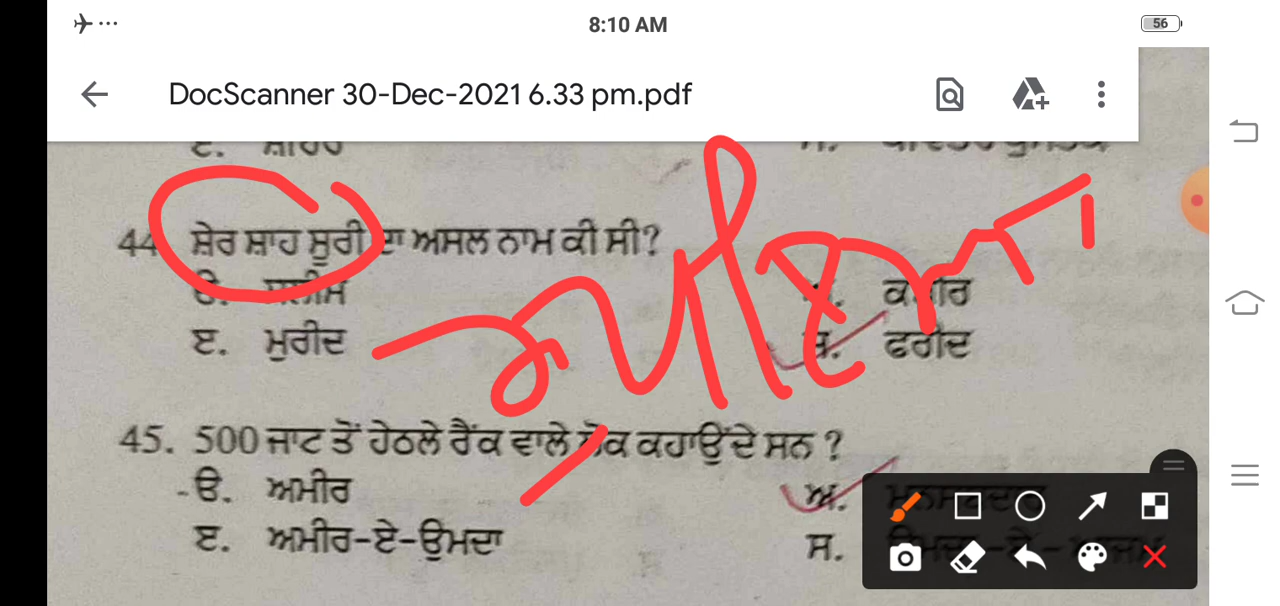 8:10 AM
56
DocScanner 30-Dec-2021 6.33 pm.pdf
44 ਸ਼ੇਰ ਸ਼ਾਹ ਸੂਰੀ ਦਾ ਅਸਲ ਨਾਮ ਕੀ ਸੀ?
ੳ. ਸਲੀਮ
ਕਬੀਰ
ੲ. ਮੁਰੀਦ
ਸ. ਫਰੀਦ
45. 500 ਜਾਟ ਤੋਂ ਹੇਠਲੇ ਰੈਂਕ ਵਾਲੇ ਲੋਕ ਕਹਾਉਂਦੇ ਸਨ ?
ੳ. ਅਮੀਰ
ਅ.
ੲ. ਅਮੀਰ-ਏ-ਉਮਦਾ
ਸ.